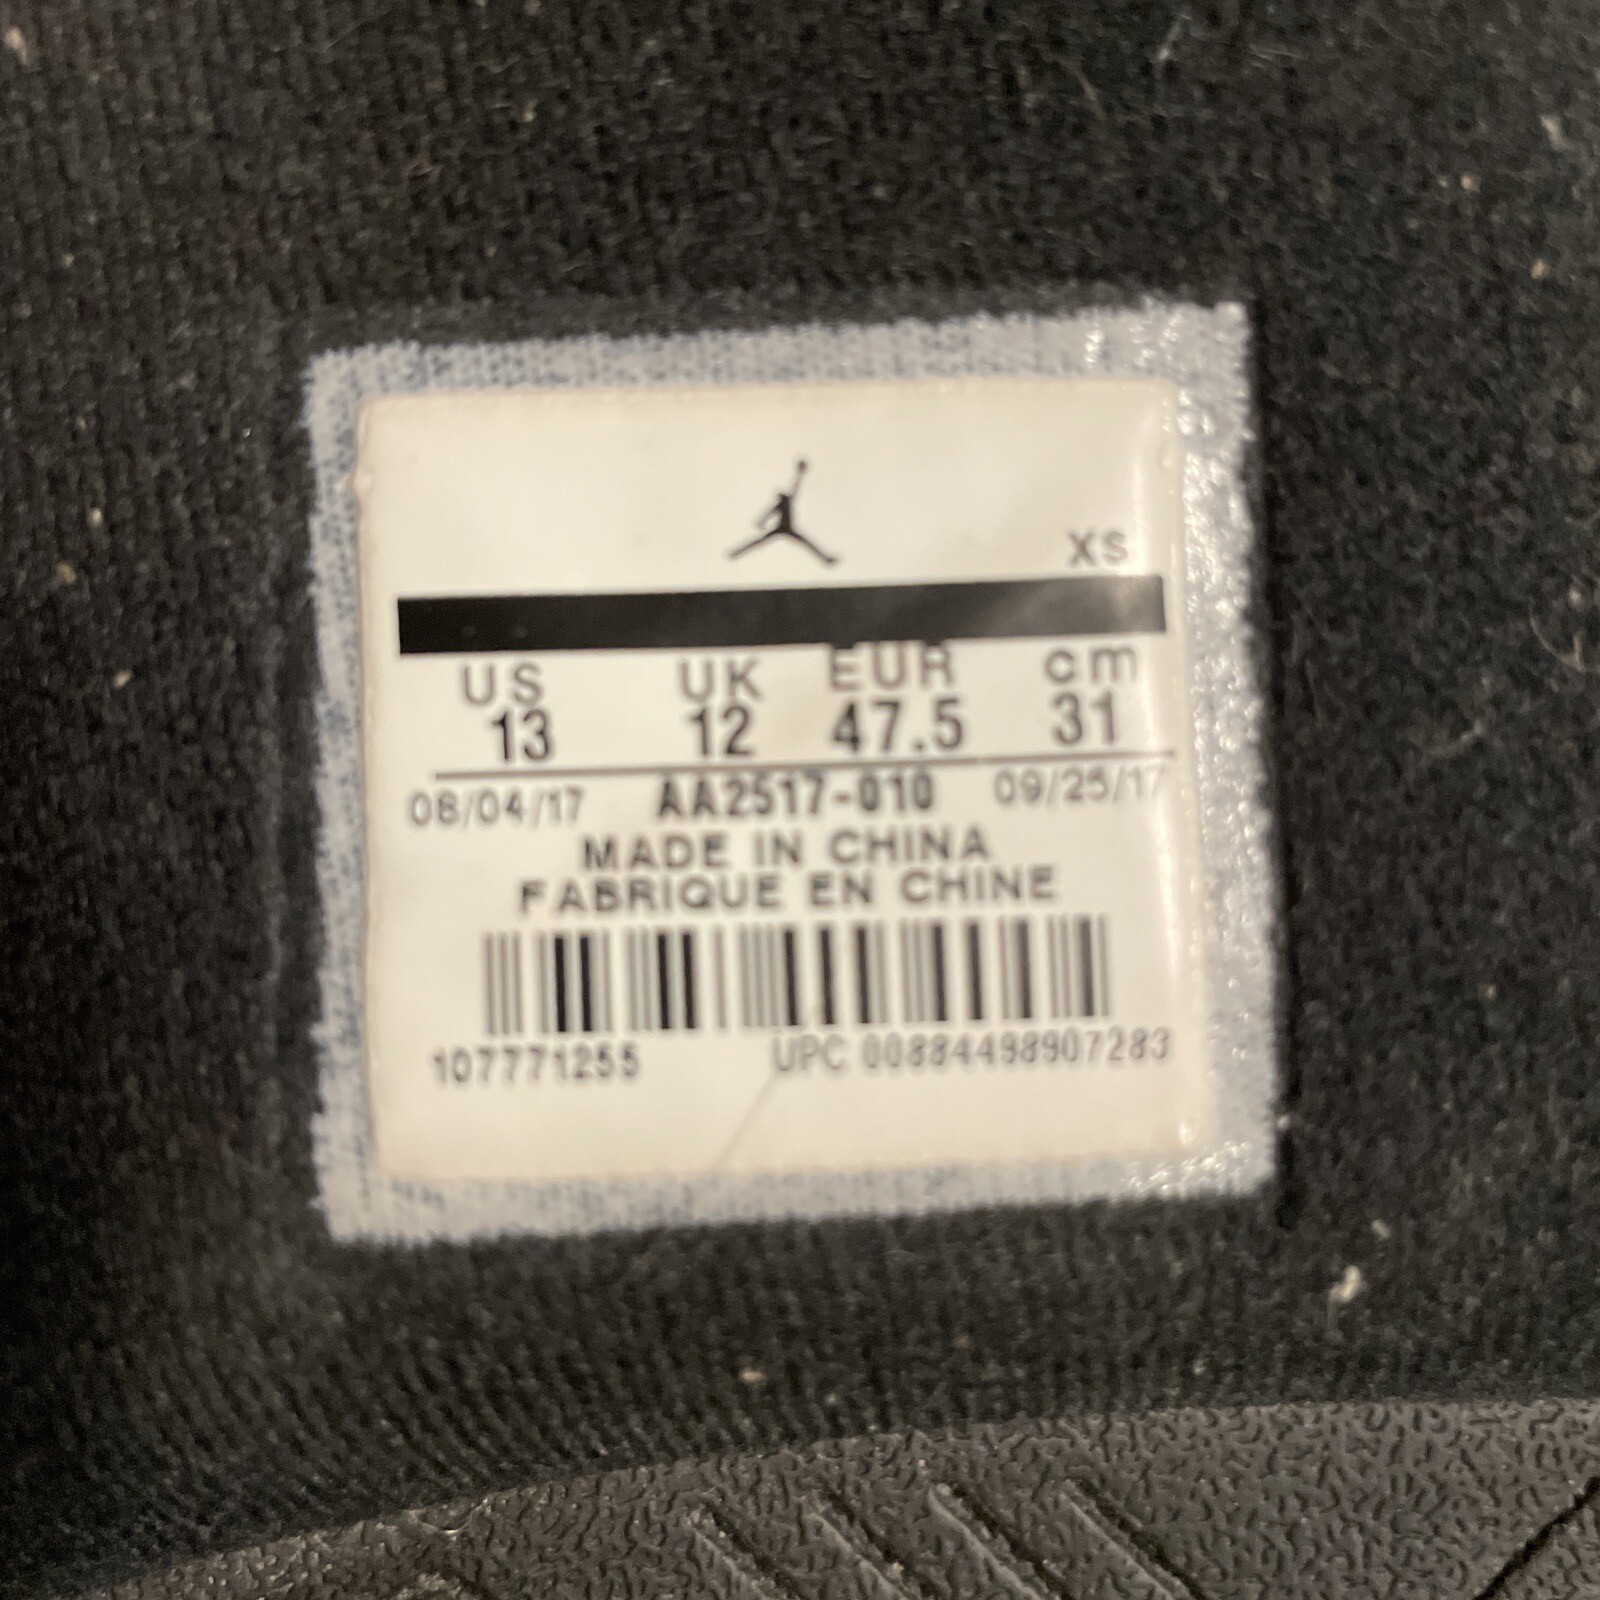 XS
US UK EUR cm
13 12 47.5 31
08/04/17 AA2517-010 09/25/17
MADE IN CHINA
FABRIQUE EN CHINE
107771255 UPC 00884498907283